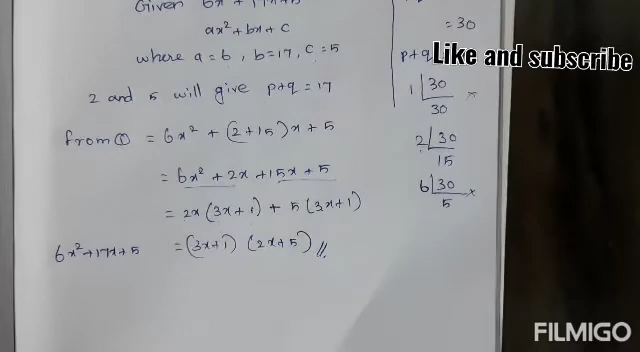 Given 6x² + 17x+5
ax² + bx + c
where a = 6 , b=17 , c = 5
2 and 5 will give p+q = 17
from ① = 6x² + (2+15)x + 5
= 6x² + 2x +15x + 5
= 2x (3x+1) + 5 (3x+1)
6x²+17x+5 = (3x+1) (2x+5) //
= 30
p+q
Like and subscribe
1 30 ×
30
2 30
15
6 30 ×
5
FILMIGO